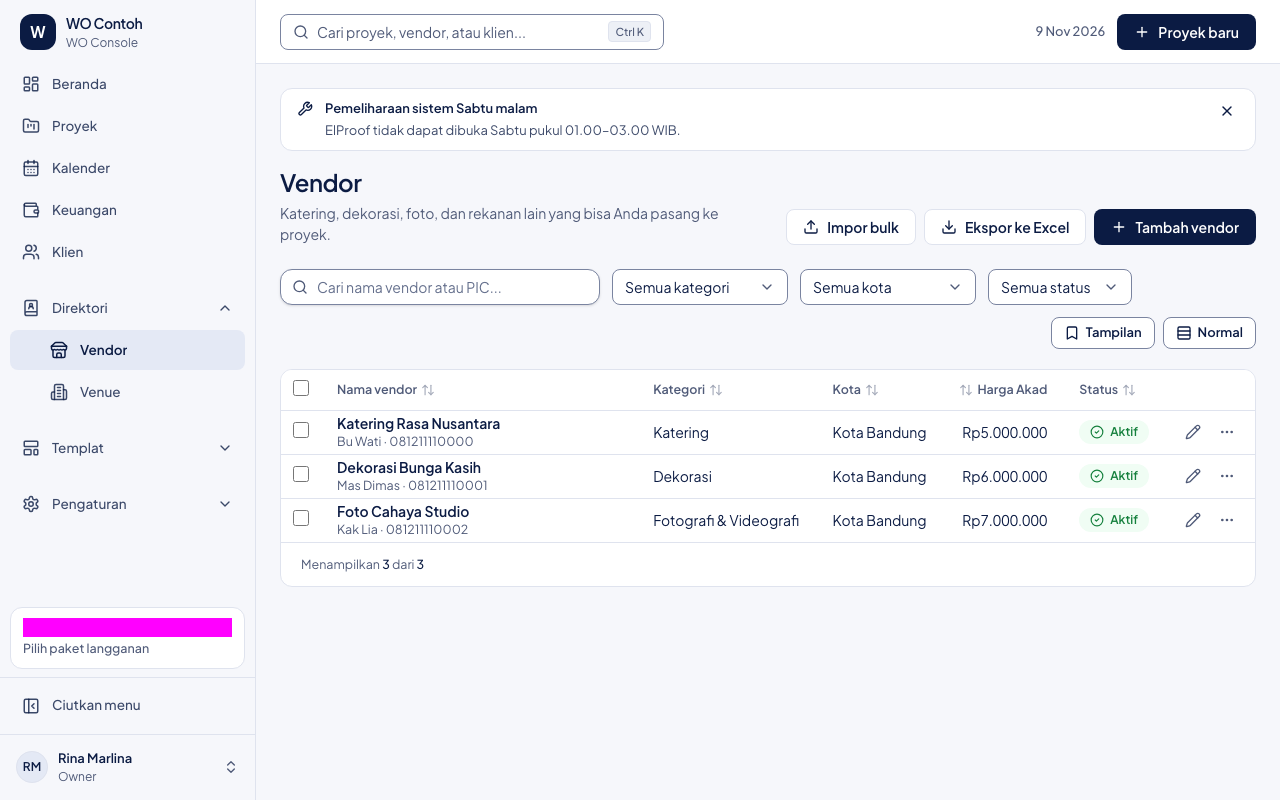 W
WO Contoh
WO Console
Beranda
Proyek
Kalender
Keuangan
Klien
Direktori
Vendor
Venue
Templat
Pengaturan
Pilih paket langganan
Ciutkan menu
RM
Rina Marlina
Owner
Cari proyek, vendor, atau klien... Ctrl K
9 Nov 2026
Proyek baru
Pemeliharaan sistem Sabtu malam
ElProof tidak dapat dibuka Sabtu pukul 01.00–03.00 WIB.
Vendor
Katering, dekorasi, foto, dan rekanan lain yang bisa Anda pasang ke
proyek.
Impor bulk
Ekspor ke Excel
Tambah vendor
Cari nama vendor atau PIC...
Semua kategori
Semua kota
Semua status
Tampilan
Normal
Nama vendor Kategori Kota Harga Akad Status
Katering Rasa Nusantara
Bu Wati · 081211110000
Katering Kota Bandung Rp5.000.000 Aktif
Dekorasi Bunga Kasih
Mas Dimas · 081211110001
Dekorasi Kota Bandung Rp6.000.000 Aktif
Foto Cahaya Studio
Kak Lia · 081211110002
Fotografi & Videografi Kota Bandung Rp7.000.000 Aktif
Menampilkan 3 dari 3